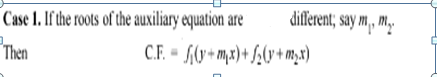 Case 1. If the roots of the auxiliary equation are different; say m₁, m₂.
Then C.F. = f₁(y+m₁x)+f₂(y+m₂x)